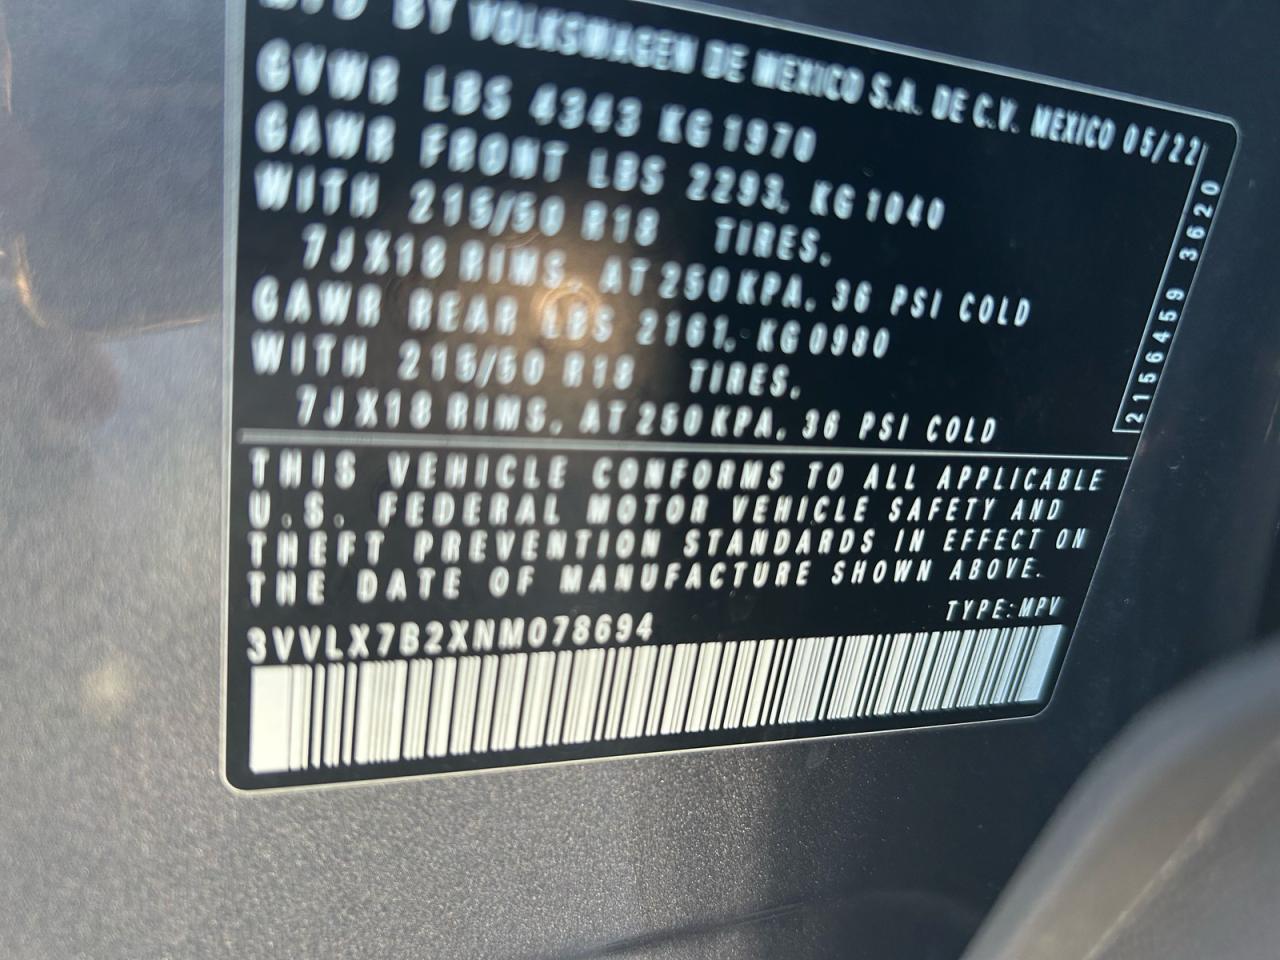 MFD BY VOLKSWAGEN DE MEXICO S.A. DE C.V. MEXICO 05/22
GVWR LBS 4343 KG 1970
GAWR FRONT LBS 2293, KG 1040
WITH 215/50 R18 TIRES,
7J X18 RIMS, AT 250 KPA, 36 PSI COLD
GAWR REAR LBS 2161, KG 0980
WITH 215/50 R18 TIRES,
7J X18 RIMS, AT 250 KPA, 36 PSI COLD
2156459 3620
THIS VEHICLE CONFORMS TO ALL APPLICABLE
U.S. FEDERAL MOTOR VEHICLE SAFETY AND
THEFT PREVENTION STANDARDS IN EFFECT ON
THE DATE OF MANUFACTURE SHOWN ABOVE.
TYPE: MPV
3VVLX7B2XNM078694